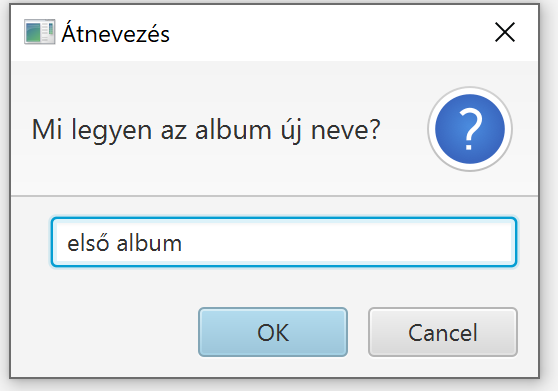 Átnevezés
Mi legyen az album új neve?
?
első album
OK
Cancel